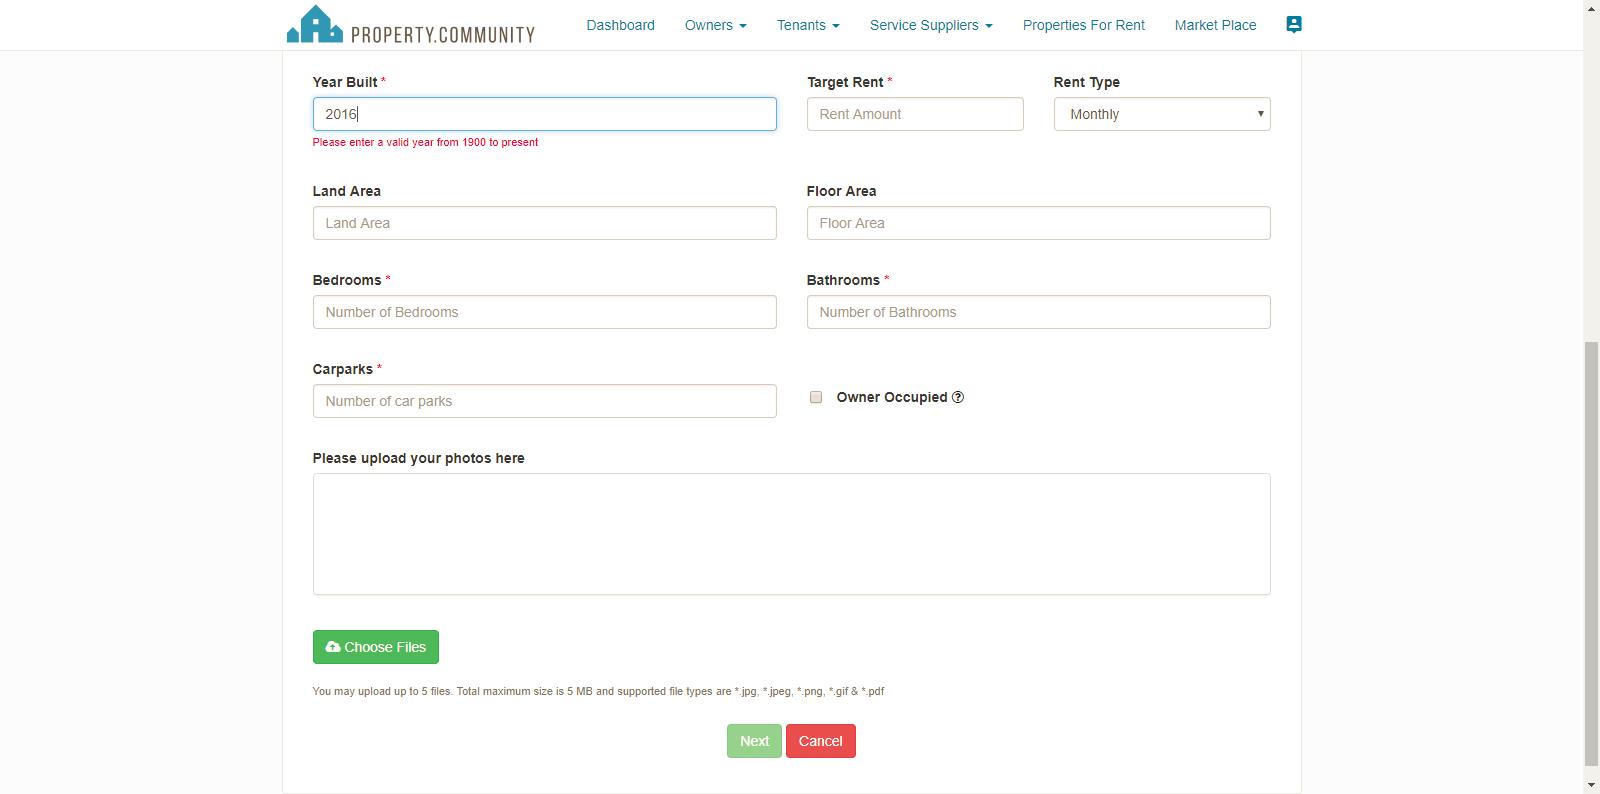 PROPERTY.COMMUNITY Dashboard Owners Tenants Service Suppliers Properties For Rent Market Place
Year Built * Target Rent * Rent Type
2016 Rent Amount Monthly
Please enter a valid year from 1900 to present
Land Area Floor Area
Land Area Floor Area
Bedrooms * Bathrooms *
Number of Bedrooms Number of Bathrooms
Carparks *
Number of car parks Owner Occupied ?
Please upload your photos here
Choose Files
You may upload up to 5 files. Total maximum size is 5 MB and supported file types are *.jpg, *.jpeg, *.png, *.gif & *.pdf
Next Cancel